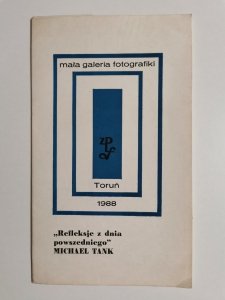 mała galeria fotografiki
ZPAF
Toruń
1988
„Refleksje z dnia
powszedniego”
MICHAEL TANK